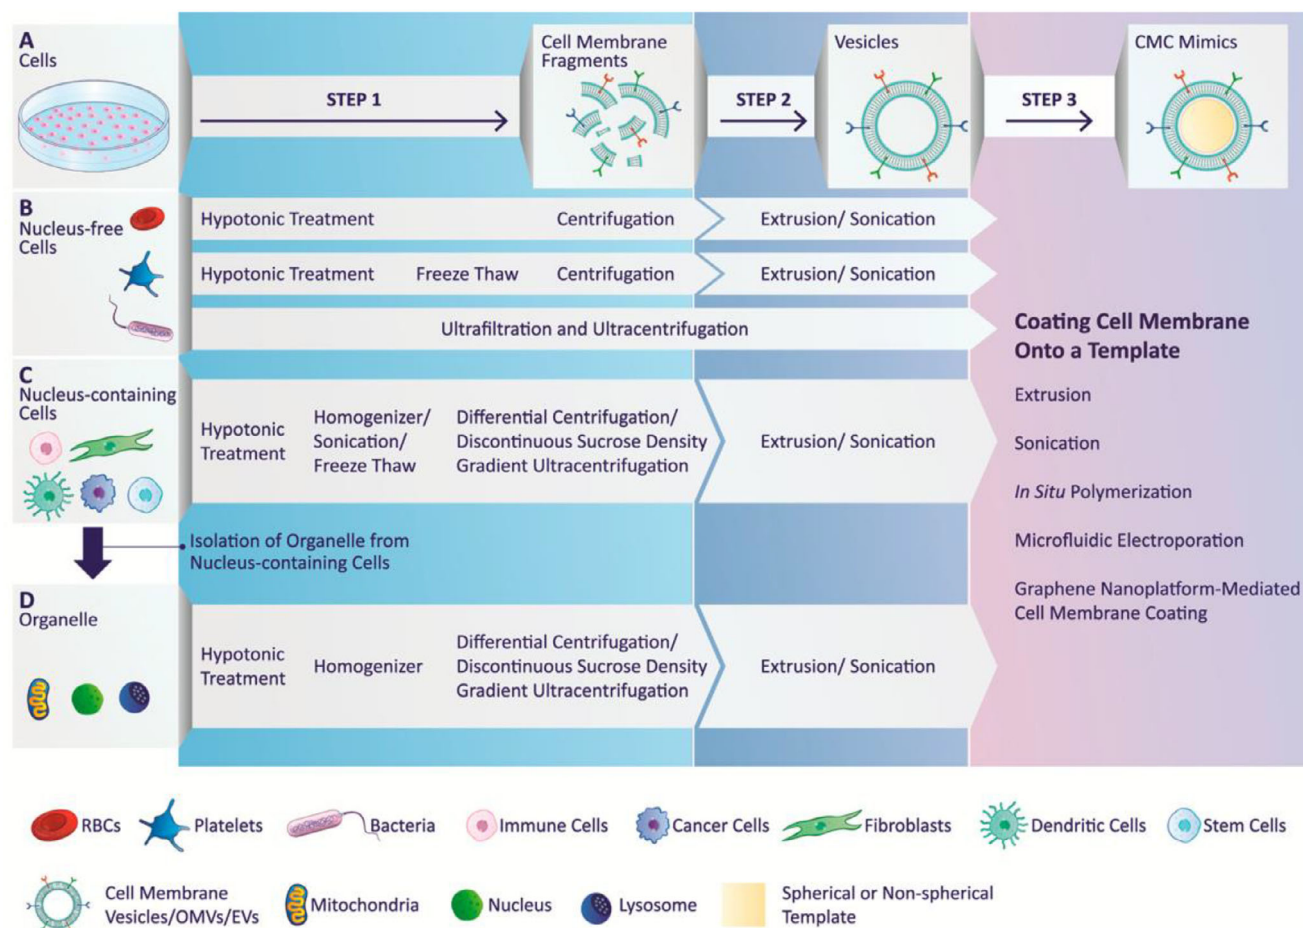 A
Cells
STEP 1
Cell Membrane
Fragments
STEP 2
Vesicles
STEP 3
CMC Mimics
B
Nucleus-free
Cells
Hypotonic Treatment
Centrifugation
Extrusion/ Sonication
Hypotonic Treatment
Freeze Thaw
Centrifugation
Extrusion/ Sonication
Ultrafiltration and Ultracentrifugation
C
Nucleus-containing
Cells
Hypotonic
Treatment
Homogenizer/
Sonication/
Freeze Thaw
Differential Centrifugation/
Discontinuous Sucrose Density
Gradient Ultracentrifugation
Extrusion/ Sonication
Isolation of Organelle from
Nucleus-containing Cells
D
Organelle
Hypotonic
Treatment
Homogenizer
Differential Centrifugation/
Discontinuous Sucrose Density
Gradient Ultracentrifugation
Extrusion/ Sonication
Coating Cell Membrane
Onto a Template
Extrusion
Sonication
In Situ Polymerization
Microfluidic Electroporation
Graphene Nanoplatform-Mediated
Cell Membrane Coating
RBCs
Platelets
Bacteria
Immune Cells
Cancer Cells
Fibroblasts
Dendritic Cells
Stem Cells
Cell Membrane
Vesicles/OMVs/EVs
Mitochondria
Nucleus
Lysosome
Spherical or Non-spherical
Template